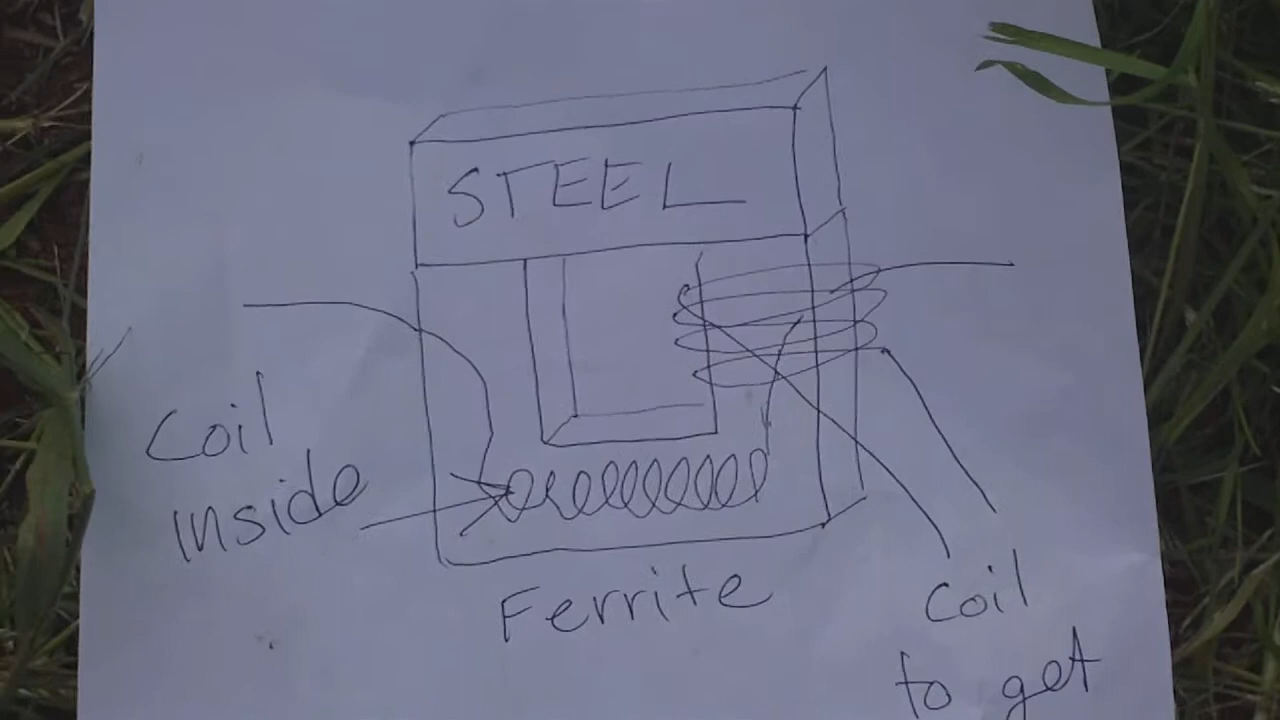 STEEL
Coil
Inside
Ferrite
Coil
to get